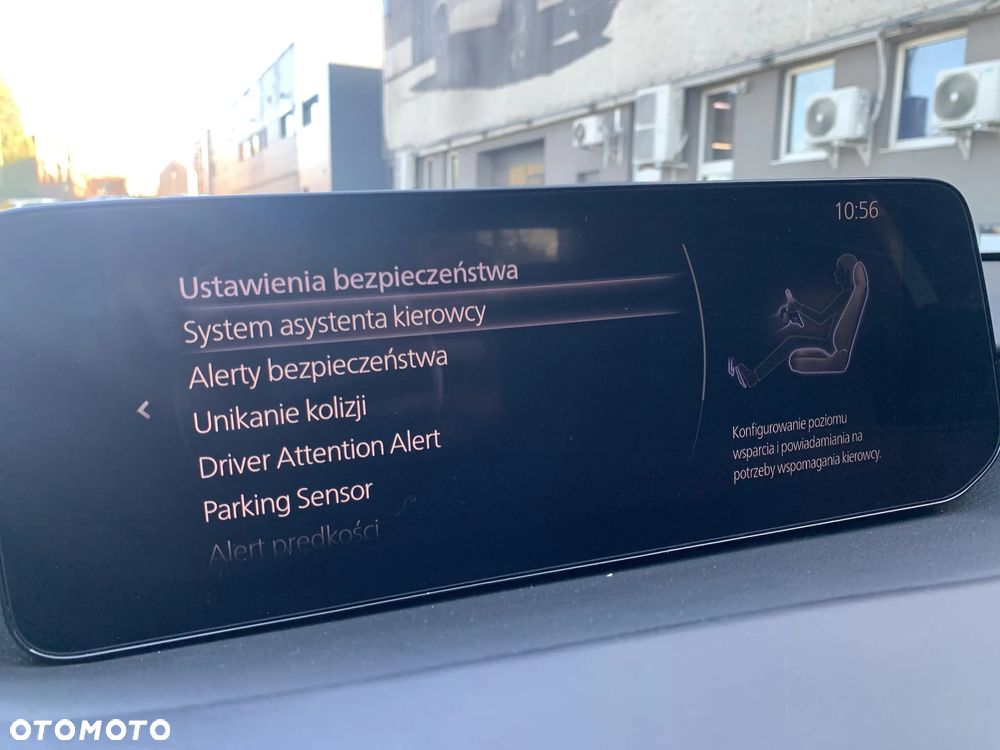 10:56
Ustawienia bezpieczeństwa
System asystenta kierowcy
Alerty bezpieczeństwa
Unikanie kolizji
Driver Attention Alert
Parking Sensor
Alert prędkości
Konfigurowanie poziomu
wsparcia i powiadamiania na
potrzeby wspomagania kierowcy.
OTOMOTO